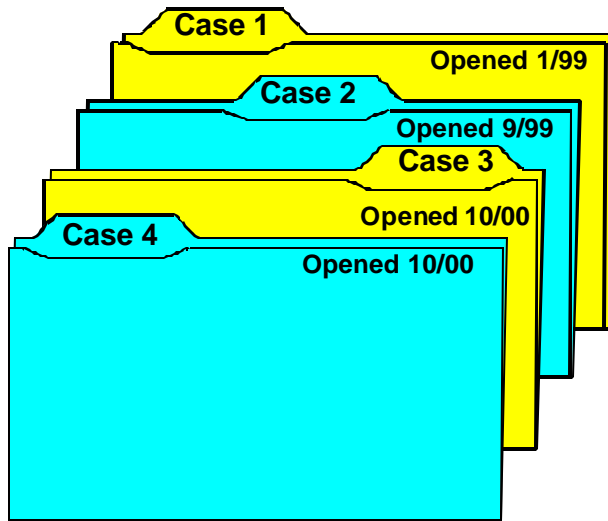 Case 1
Opened 1/99
Case 2
Opened 9/99
Case 3
Opened 10/00
Case 4
Opened 10/00